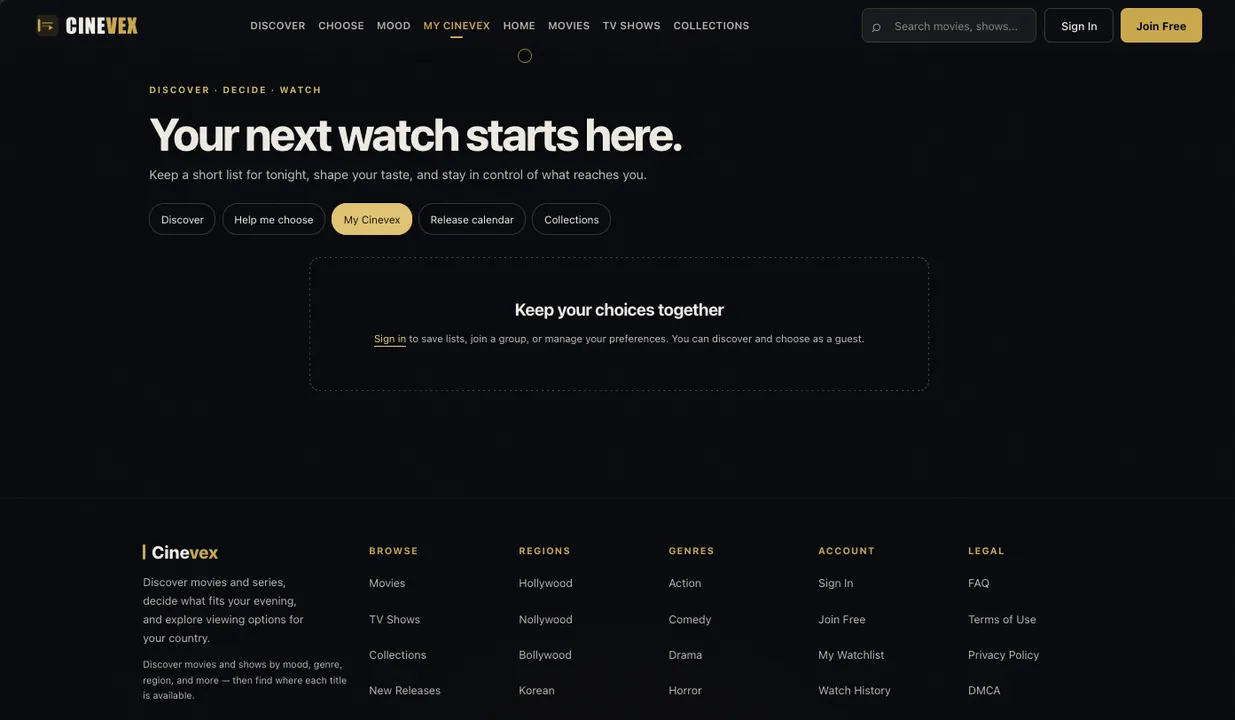 CINEVEX
DISCOVER CHOOSE MOOD MY CINEVEX HOME MOVIES TV SHOWS COLLECTIONS
Search movies, shows...
Sign In
Join Free
DISCOVER · DECIDE · WATCH
Your next watch starts here.
Keep a short list for tonight, shape your taste, and stay in control of what reaches you.
Discover
Help me choose
My Cinevex
Release calendar
Collections
Keep your choices together
Sign in to save lists, join a group, or manage your preferences. You can discover and choose as a guest.
Cinevex
Discover movies and series,
decide what fits your evening,
and explore viewing options for
your country.
Discover movies and shows by mood, genre,
region, and more — then find where each title
is available.
BROWSE
Movies
TV Shows
Collections
New Releases
REGIONS
Hollywood
Nollywood
Bollywood
Korean
GENRES
Action
Comedy
Drama
Horror
ACCOUNT
Sign In
Join Free
My Watchlist
Watch History
LEGAL
FAQ
Terms of Use
Privacy Policy
DMCA